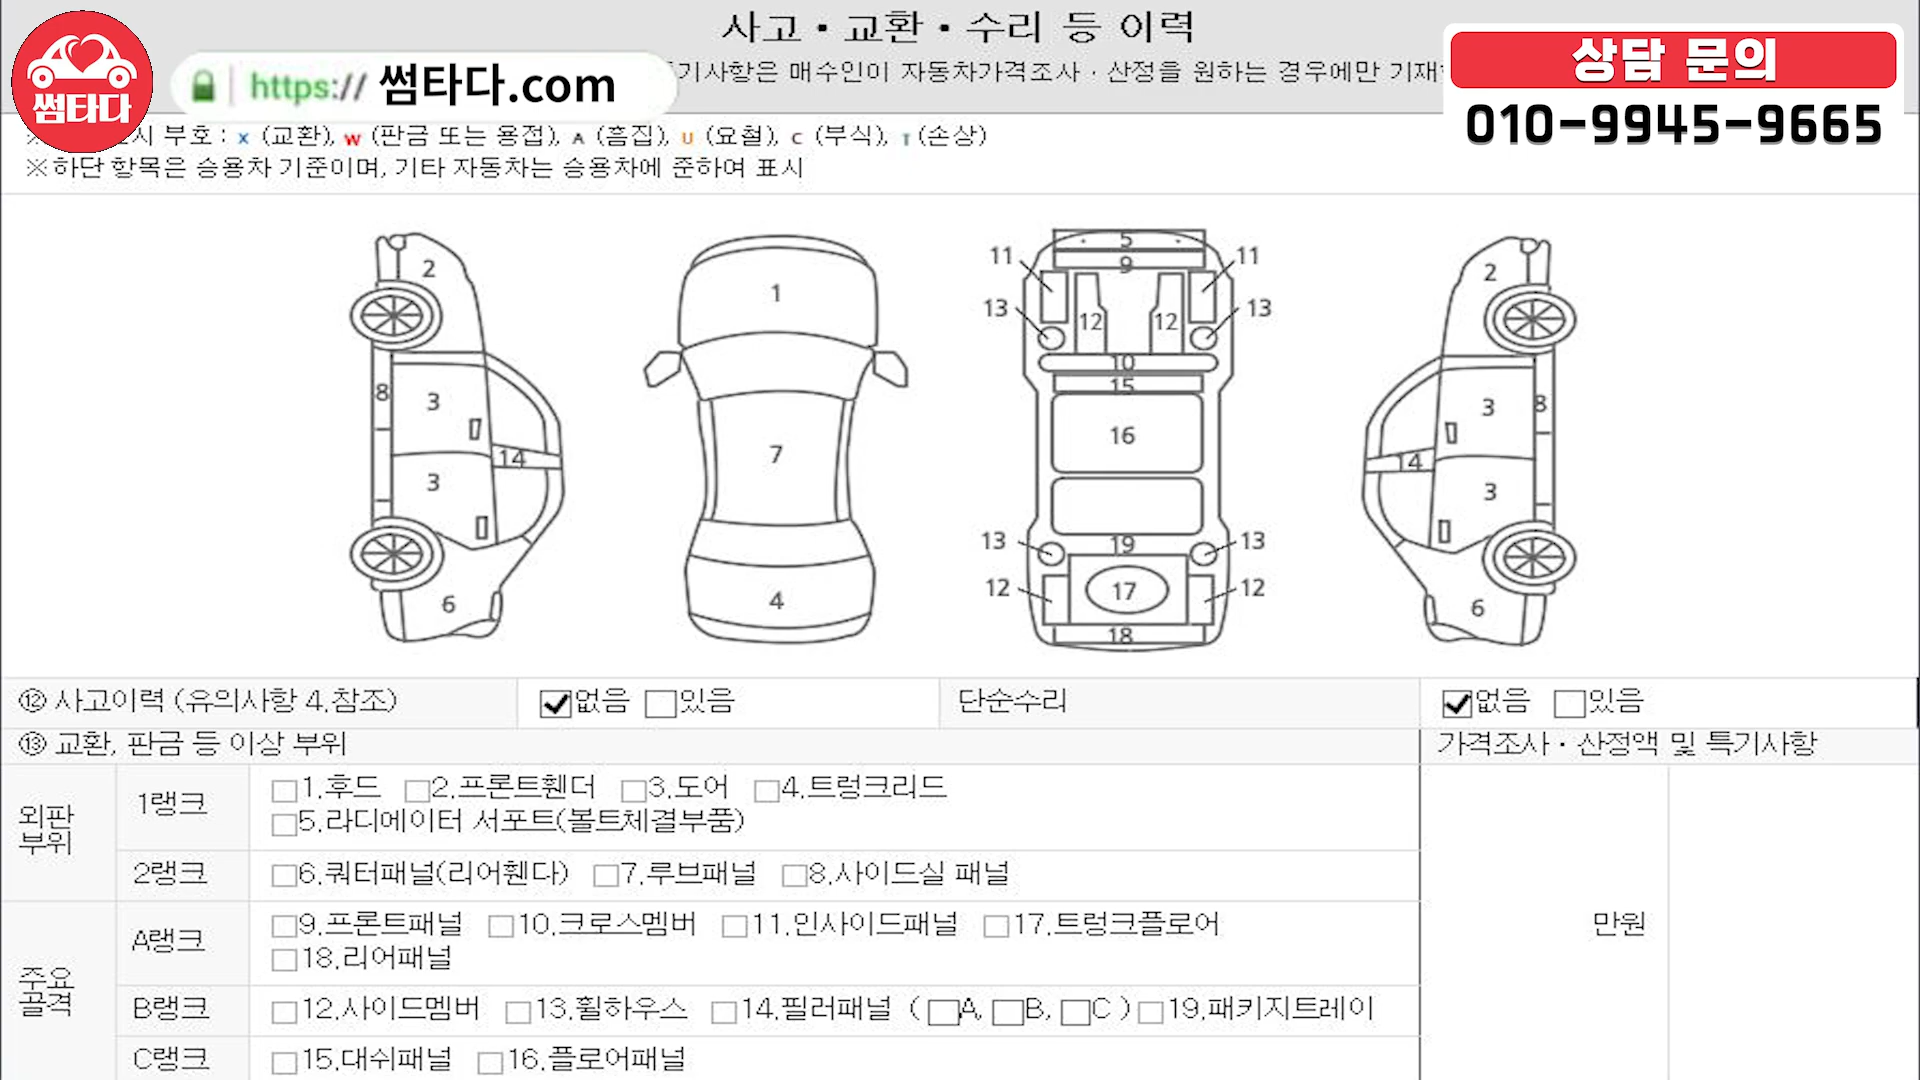 사고 • 교환 • 수리 등 이력
썸타다
https:// 썸타다.com
기사항은 매수인이 자동차가격조사 · 산정을 원하는 경우에만 기재
상담 문의
010-9945-9665
시 부호 : X (교환), W (판금 또는 용접), A (흠집), U (요철), C (부식), T (손상)
※ 하단 항목은 승용차 기준이며, 기타 자동차는 승용차에 준하여 표시
2
8
3
14
3
6
1
7
4
5
11
9
11
13
12
12
13
10
15
16
13
19
13
12
17
12
18
2
3
8
14
3
6
⑫ 사고이력 (유의사항 4.참조) 없음 있음 단순수리 없음 있음
⑬ 교환, 판금 등 이상 부위 가격조사 · 산정액 및 특기사항
외판
부위
1랭크
1.후드 2.프론트휀더 3.도어 4.트렁크리드
5.라디에이터 서포트(볼트체결부품)
2랭크
6.쿼터패널(리어휀다) 7.루브패널 8.사이드실 패널
주요
골격
A랭크
9.프론트패널 10.크로스멤버 11.인사이드패널 17.트렁크플로어
18.리어패널
만원
B랭크
12.사이드멤버 13.휠하우스 14.필러패널 ( A, B, C ) 19.패키지트레이
C랭크
15.대쉬패널 16.플로어패널